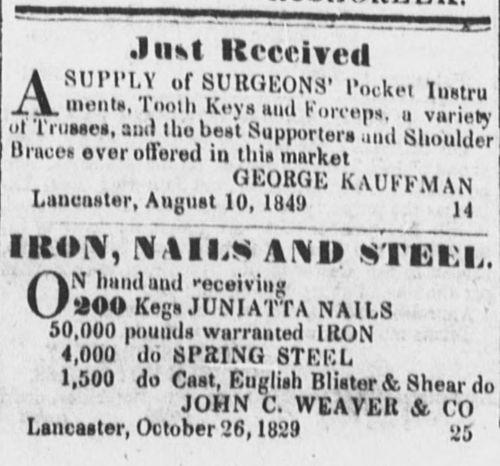 Just Received
A SUPPLY of SURGEONS' Pocket Instru
ments, Tooth Keys and Forceps, a variety
of Trusses, and the best Supporters and Shoulder
Braces ever offered in this market
GEORGE KAUFFMAN
Lancaster, August 10, 1849 14
IRON, NAILS AND STEEL.
ON hand and receiving
200 Kegs JUNIATTA NAILS
50,000 pounds warranted IRON
4,000 do SPRING STEEL
1,500 do Cast, English Blister & Shear do
JOHN C. WEAVER & CO
Lancaster, October 26, 1829 25